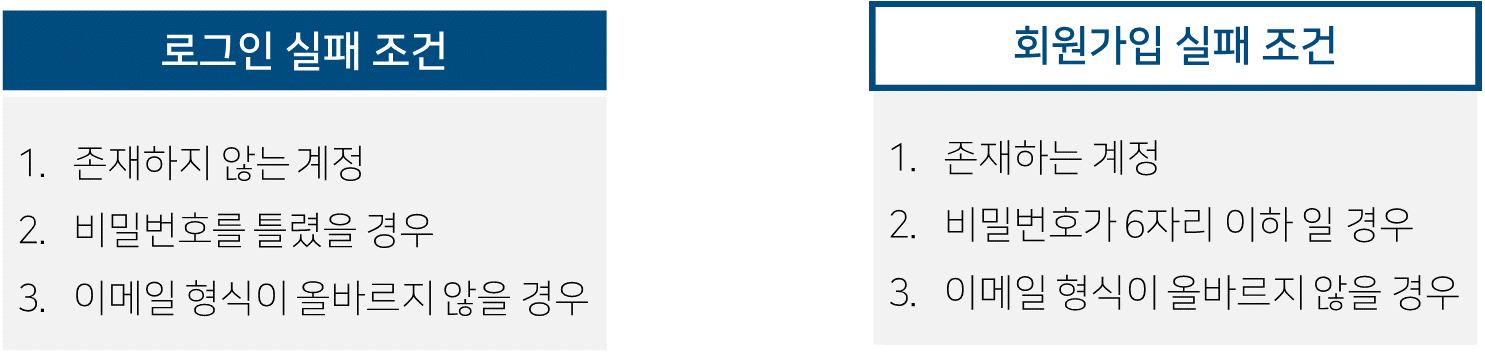 로그인 실패 조건
1. 존재하지 않는 계정
2. 비밀번호를 틀렸을 경우
3. 이메일 형식이 올바르지 않을 경우
회원가입 실패 조건
1. 존재하는 계정
2. 비밀번호가 6자리 이하 일 경우
3. 이메일 형식이 올바르지 않을 경우